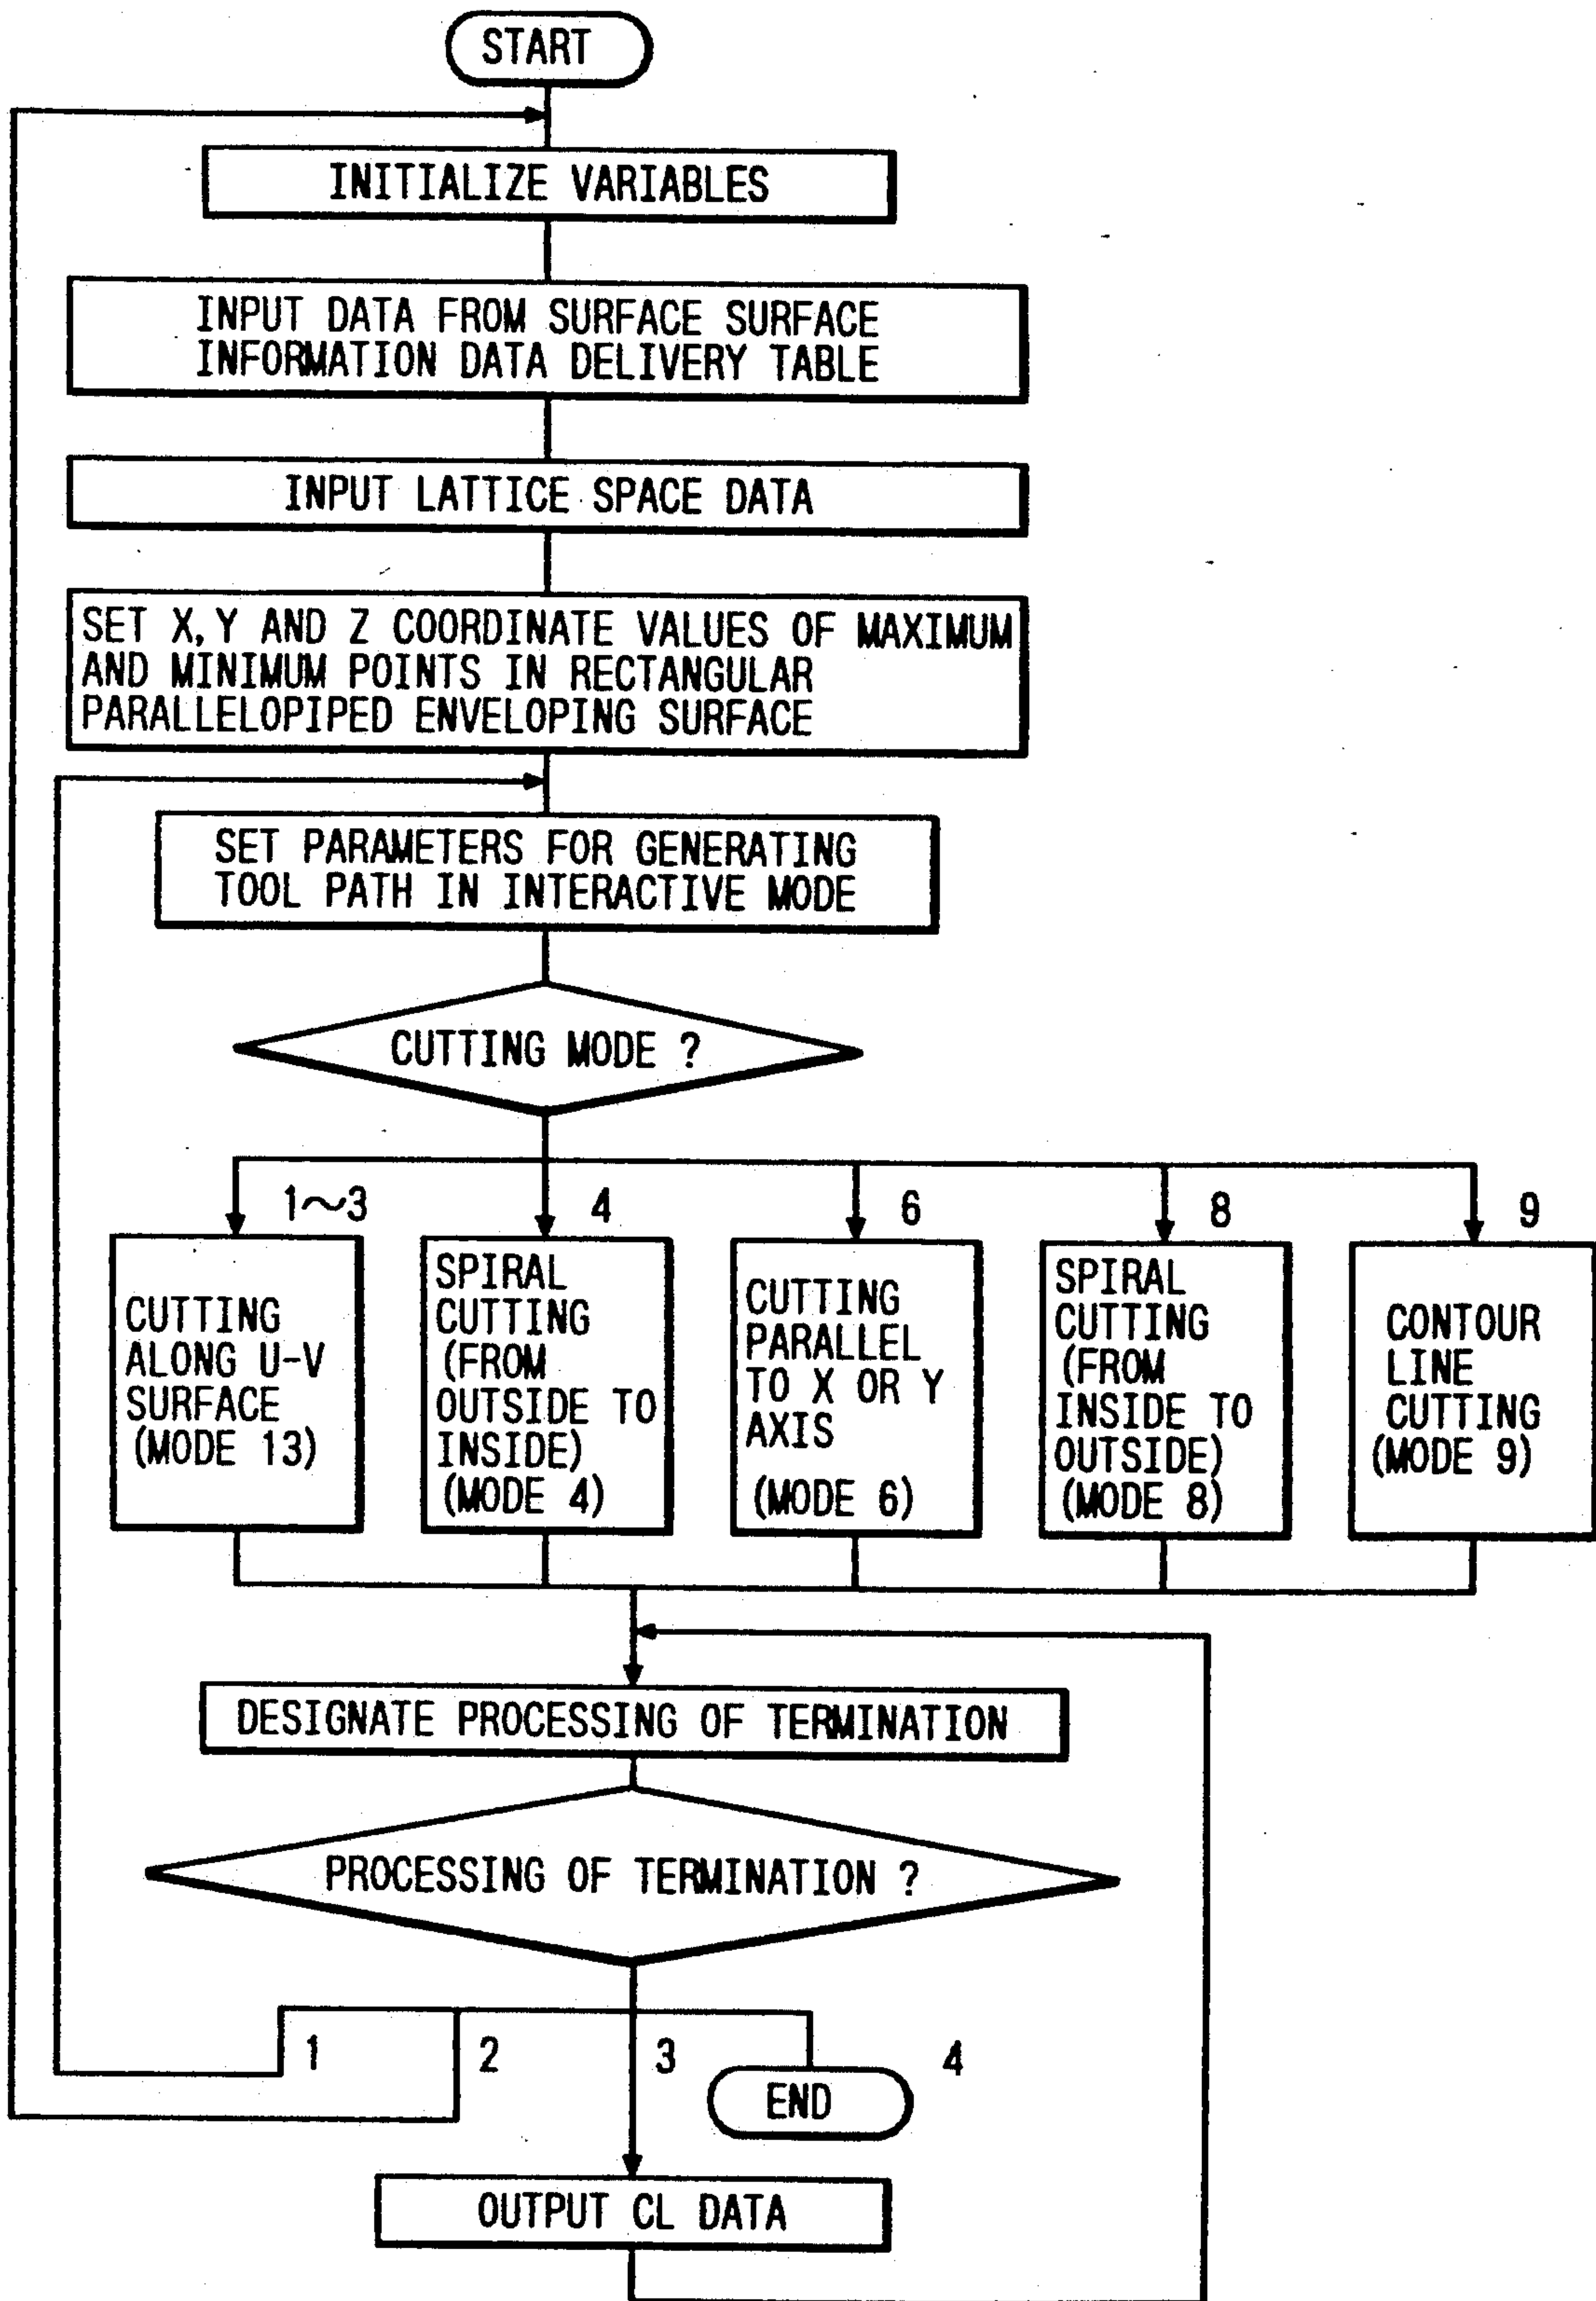 START
INITIALIZE VARIABLES
INPUT DATA FROM SURFACE SURFACE
INFORMATION DATA DELIVERY TABLE
INPUT LATTICE SPACE DATA
SET X,Y AND Z COORDINATE VALUES OF MAXIMUM
AND MINIMUM POINTS IN RECTANGULAR
PARALLELOPIPED ENVELOPING SURFACE
SET PARAMETERS FOR GENERATING
TOOL PATH IN INTERACTIVE MODE
CUTTING MODE ?
1~3
CUTTING
ALONG U-V
SURFACE
(MODE 13)
4
SPIRAL
CUTTING
(FROM
OUTSIDE TO
INSIDE)
(MODE 4)
6
CUTTING
PARALLEL
TO X OR Y
AXIS
(MODE 6)
8
SPIRAL
CUTTING
(FROM
INSIDE TO
OUTSIDE)
(MODE 8)
9
CONTOUR
LINE
CUTTING
(MODE 9)
DESIGNATE PROCESSING OF TERMINATION
PROCESSING OF TERMINATION ?
1
2
3
4
END
OUTPUT CL DATA